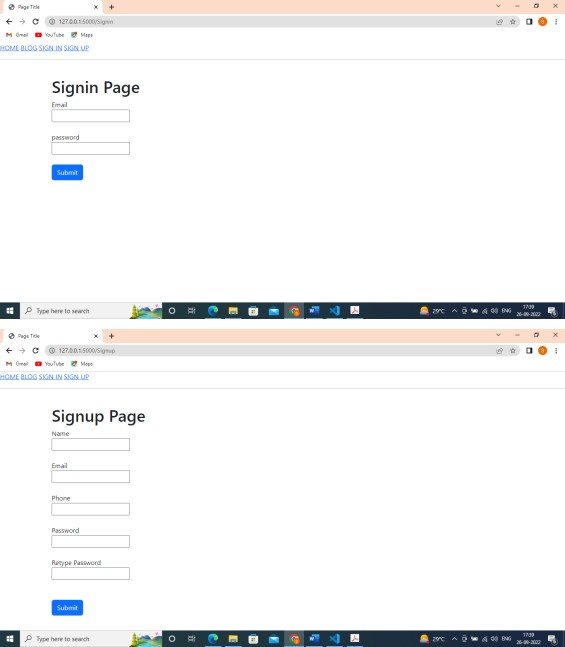 Page Title
127.0.0.1:5000/Signin
Gmail YouTube Maps
HOME BLOG SIGN IN SIGN UP
Signin Page
Email
password
Submit
Type here to search
29°C ENG 17:39
26-09-2022
Page Title
127.0.0.1:5000/Signup
Gmail YouTube Maps
HOME BLOG SIGN IN SIGN UP
Signup Page
Name
Email
Phone
Password
Retype Password
Submit
Type here to search
29°C ENG 17:39
26-09-2022